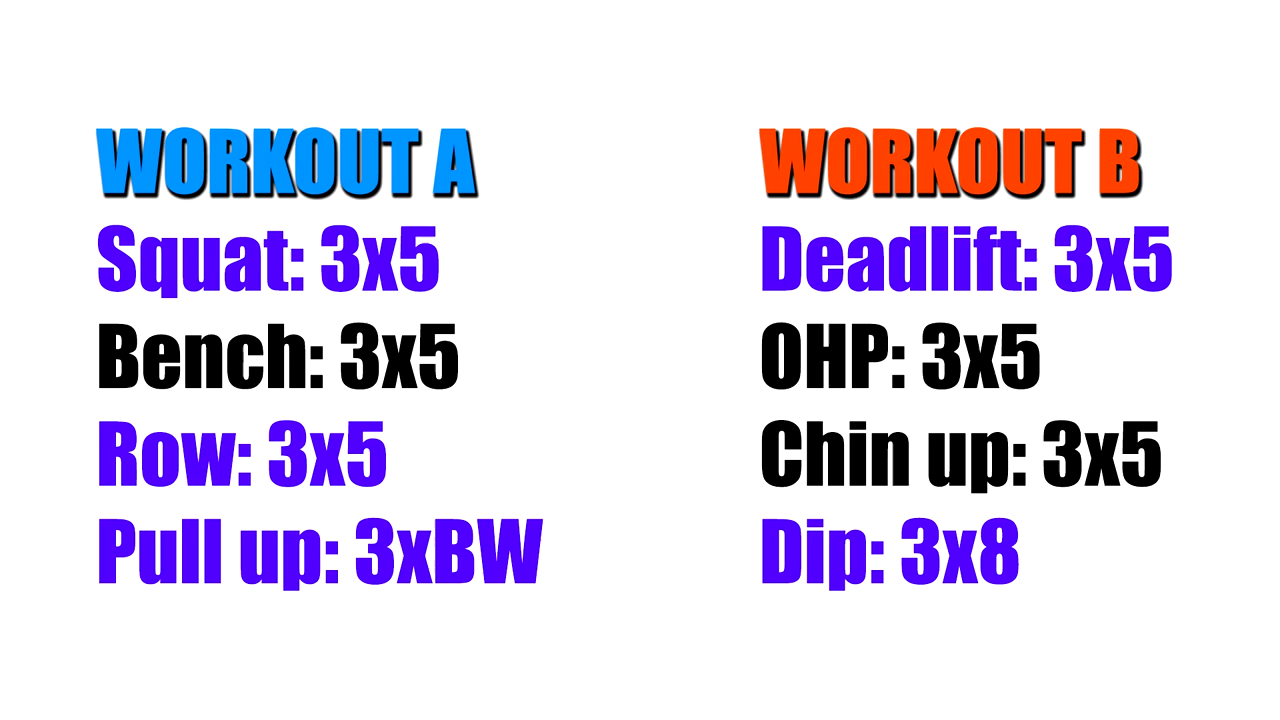 WORKOUT A
Squat: 3x5
Bench: 3x5
Row: 3x5
Pull up: 3xBW
WORKOUT B
Deadlift: 3x5
OHP: 3x5
Chin up: 3x5
Dip: 3x8